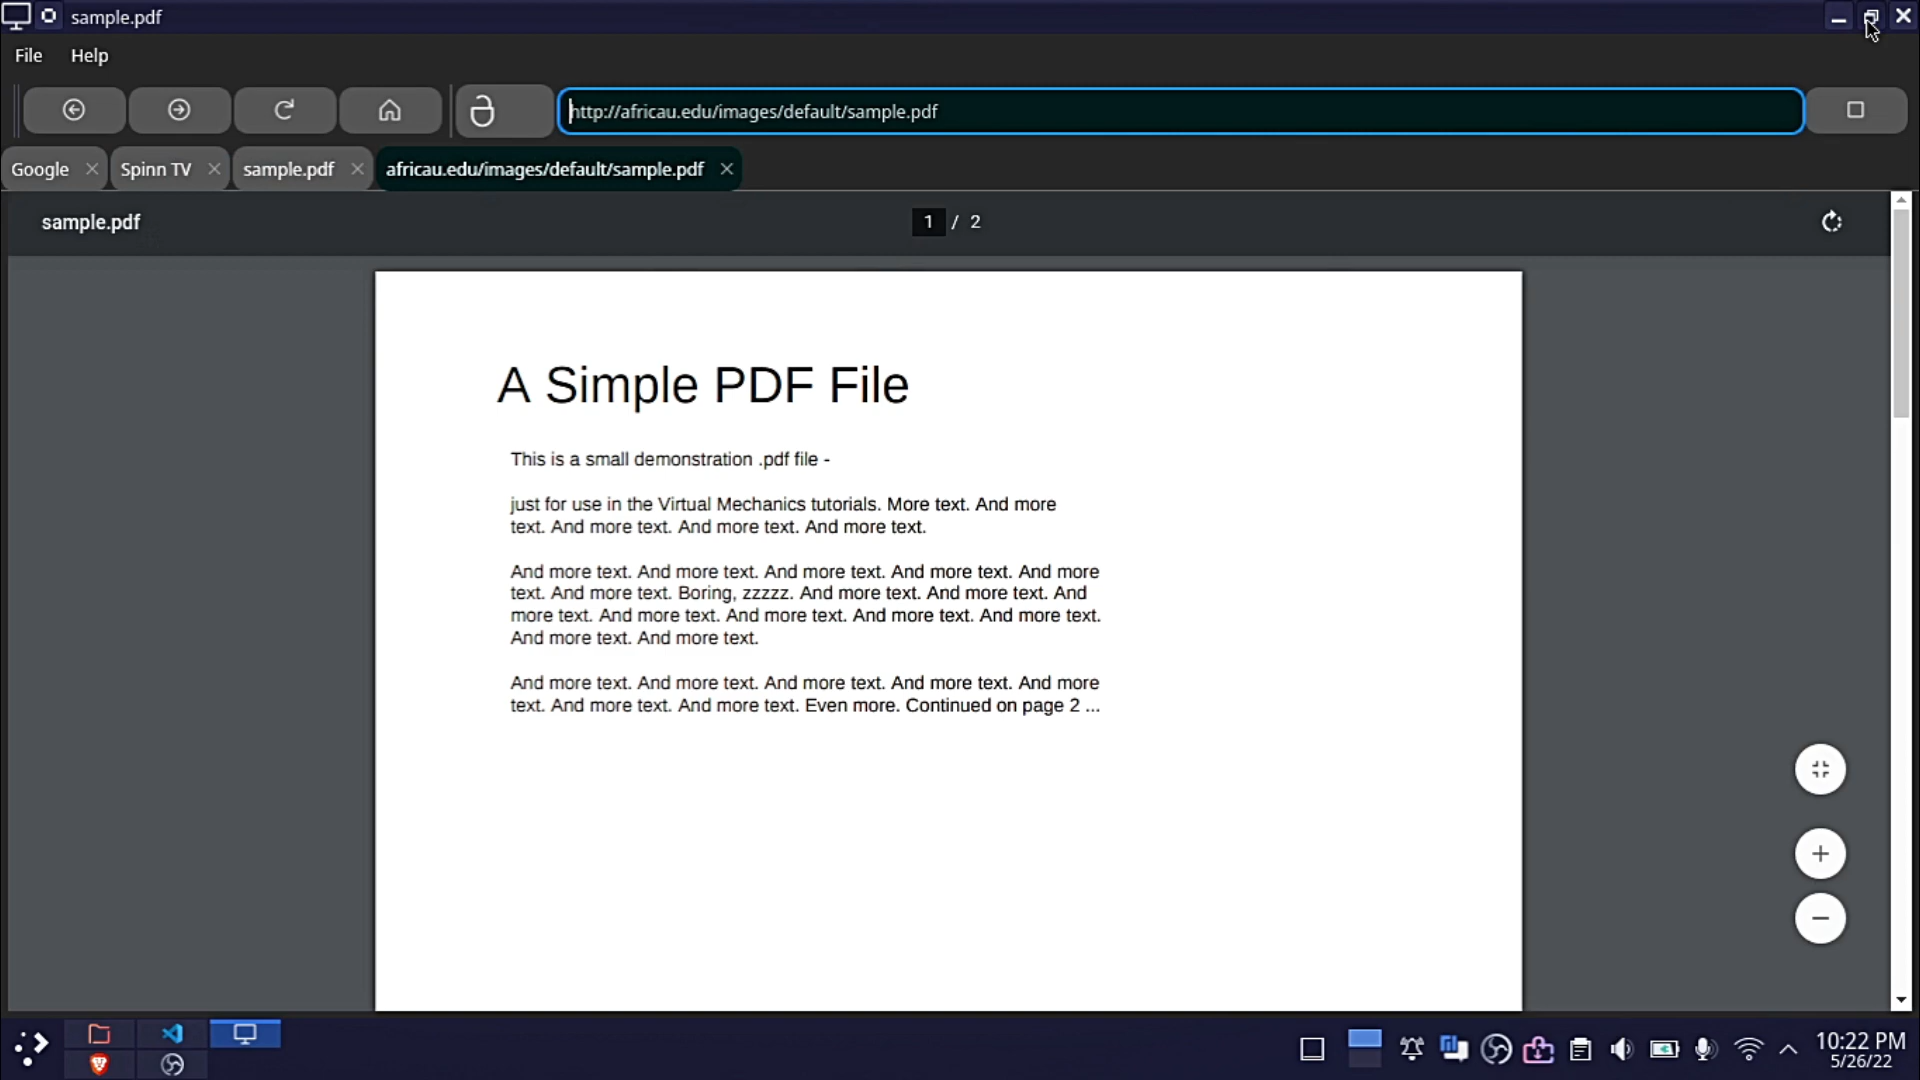 sample.pdf
File Help
http://africau.edu/images/default/sample.pdf
Google Spinn TV sample.pdf africau.edu/images/default/sample.pdf
sample.pdf 1 / 2
A Simple PDF File
This is a small demonstration .pdf file -
just for use in the Virtual Mechanics tutorials. More text. And more
text. And more text. And more text. And more text.
And more text. And more text. And more text. And more text. And more
text. And more text. Boring, zzzzz. And more text. And more text. And
more text. And more text. And more text. And more text. And more text.
And more text. And more text.
And more text. And more text. And more text. And more text. And more
text. And more text. And more text. Even more. Continued on page 2 ...
10:22 PM
5/26/22